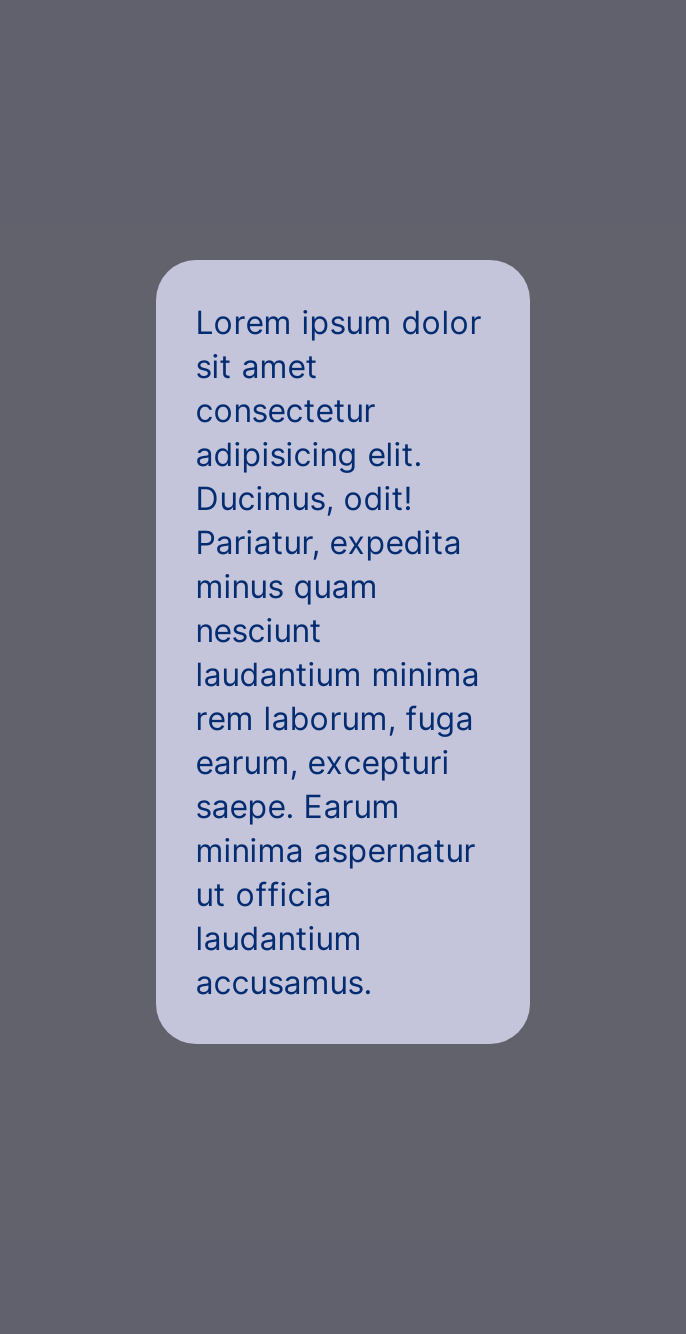 Lorem ipsum dolor
sit amet
consectetur
adipisicing elit.
Ducimus, odit!
Pariatur, expedita
minus quam
nesciunt
laudantium minima
rem laborum, fuga
earum, excepturi
saepe. Earum
minima aspernatur
ut officia
laudantium
accusamus.